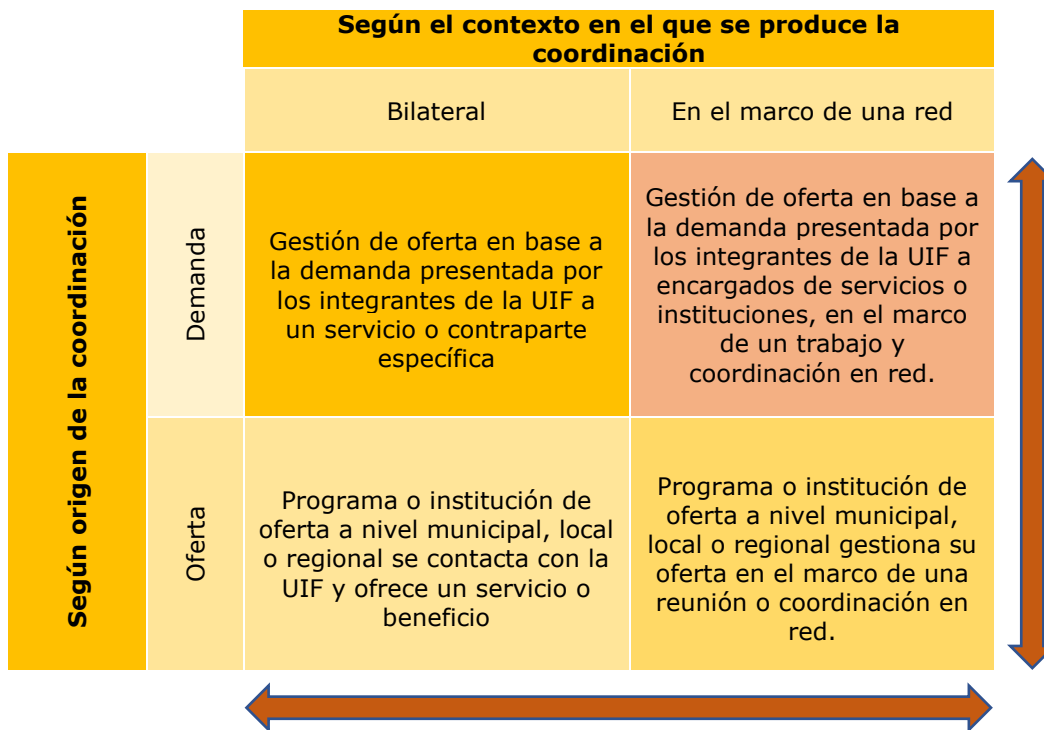 Según el contexto en el que se produce la
coordinación
Bilateral
En el marco de una red
Según origen de la coordinación
Demanda
Gestión de oferta en base a
la demanda presentada por
los integrantes de la UIF a
un servicio o contraparte
específica
Gestión de oferta en base a
la demanda presentada por
los integrantes de la UIF a
encargados de servicios o
instituciones, en el marco
de un trabajo y
coordinación en red.
Oferta
Programa o institución de
oferta a nivel municipal, local
o regional se contacta con la
UIF y ofrece un servicio o
beneficio
Programa o institución de
oferta a nivel municipal,
local o regional gestiona su
oferta en el marco de una
reunión o coordinación en
red.